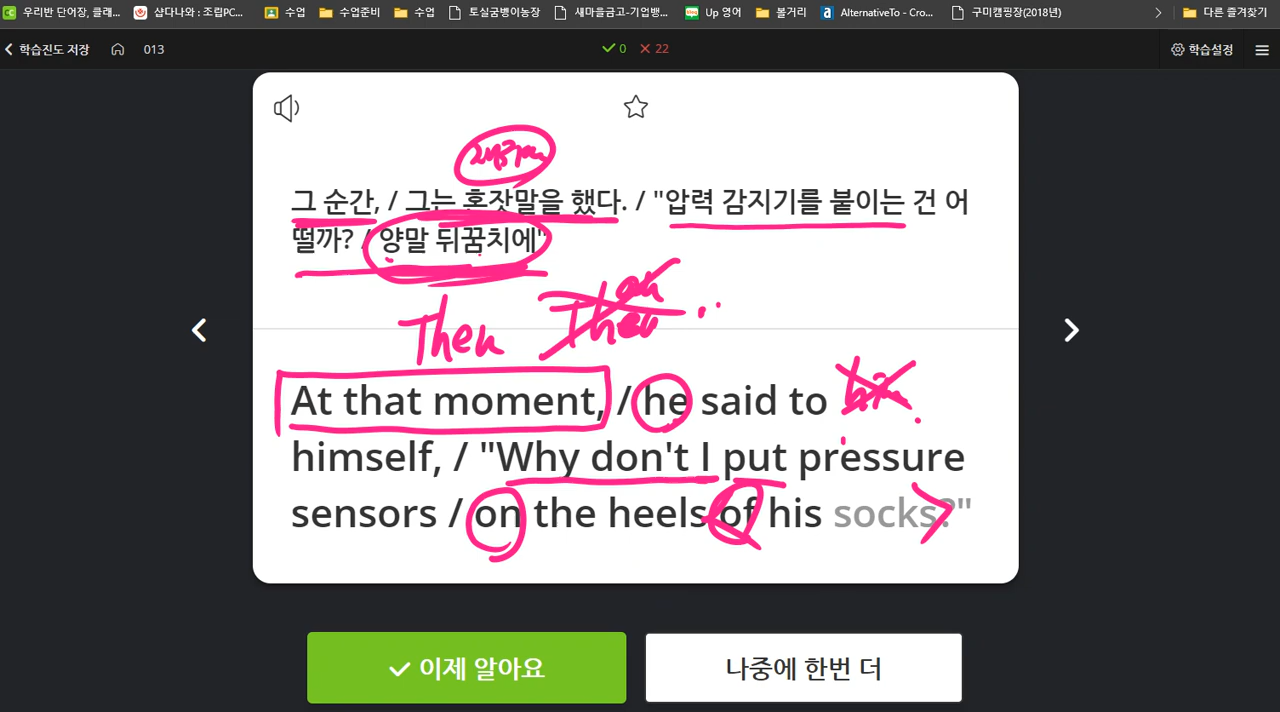 우리반 단어장, 클래... 샵다나와 : 조립PC... 수업 수업준비 수업 토실굼벵이농장 새마을금고-기업뱅... Up 영어 볼거리 AlternativeTo - Cro... 구미캠핑장(2018년) 다른 즐겨찾기
학습진도 저장 013 0 22 학습설정
그 순간, / 그는 혼잣말을 했다. / "압력 감지기를 붙이는 건 어
떨까? / 양말 뒤꿈치에"
Then
At that moment, / he said to
himself, / "Why don't I put pressure
sensors / on the heels of his socks?"
이제 알아요 나중에 한번 더